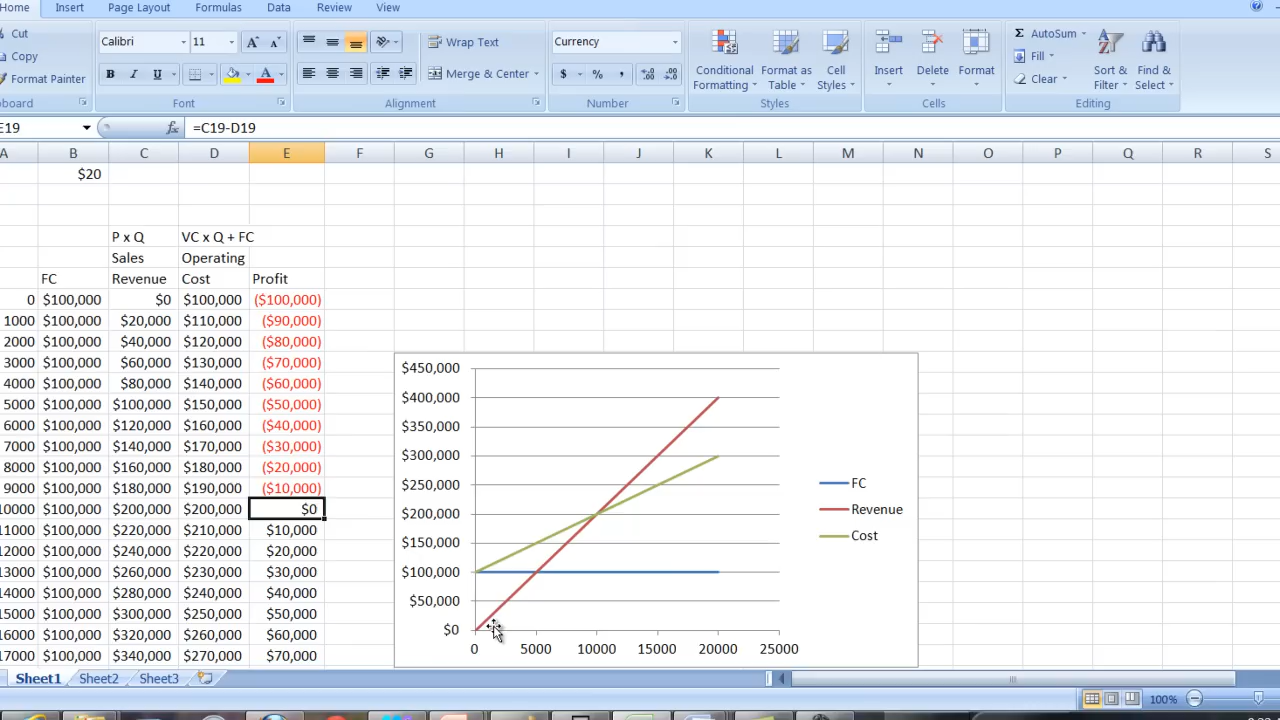 Home Insert Page Layout Formulas Data Review View
Cut
Copy
Format Painter
Calibri 11
B I U
Wrap Text
Merge & Center
Currency
$ % ,
Conditional Formatting
Format as Table
Cell Styles
Insert
Delete
Format
Σ AutoSum
Fill
Clear
Sort & Filter
Find & Select
board Font Alignment Number Styles Cells Editing
E19 fx =C19-D19
A B C D E F G H I J K L M N O P Q R S
$20
P x Q VC x Q + FC
Sales Operating
FC Revenue Cost Profit
0 $100,000 $0 $100,000 ($100,000)
1000 $100,000 $20,000 $110,000 ($90,000)
2000 $100,000 $40,000 $120,000 ($80,000)
3000 $100,000 $60,000 $130,000 ($70,000)
4000 $100,000 $80,000 $140,000 ($60,000)
5000 $100,000 $100,000 $150,000 ($50,000)
6000 $100,000 $120,000 $160,000 ($40,000)
7000 $100,000 $140,000 $170,000 ($30,000)
8000 $100,000 $160,000 $180,000 ($20,000)
9000 $100,000 $180,000 $190,000 ($10,000)
10000 $100,000 $200,000 $200,000 $0
11000 $100,000 $220,000 $210,000 $10,000
12000 $100,000 $240,000 $220,000 $20,000
13000 $100,000 $260,000 $230,000 $30,000
14000 $100,000 $280,000 $240,000 $40,000
15000 $100,000 $300,000 $250,000 $50,000
16000 $100,000 $320,000 $260,000 $60,000
17000 $100,000 $340,000 $270,000 $70,000
$450,000
$400,000
$350,000
$300,000
$250,000
$200,000
$150,000
$100,000
$50,000
$0
0 5000 10000 15000 20000 25000
FC
Revenue
Cost
Sheet1 Sheet2 Sheet3
100%